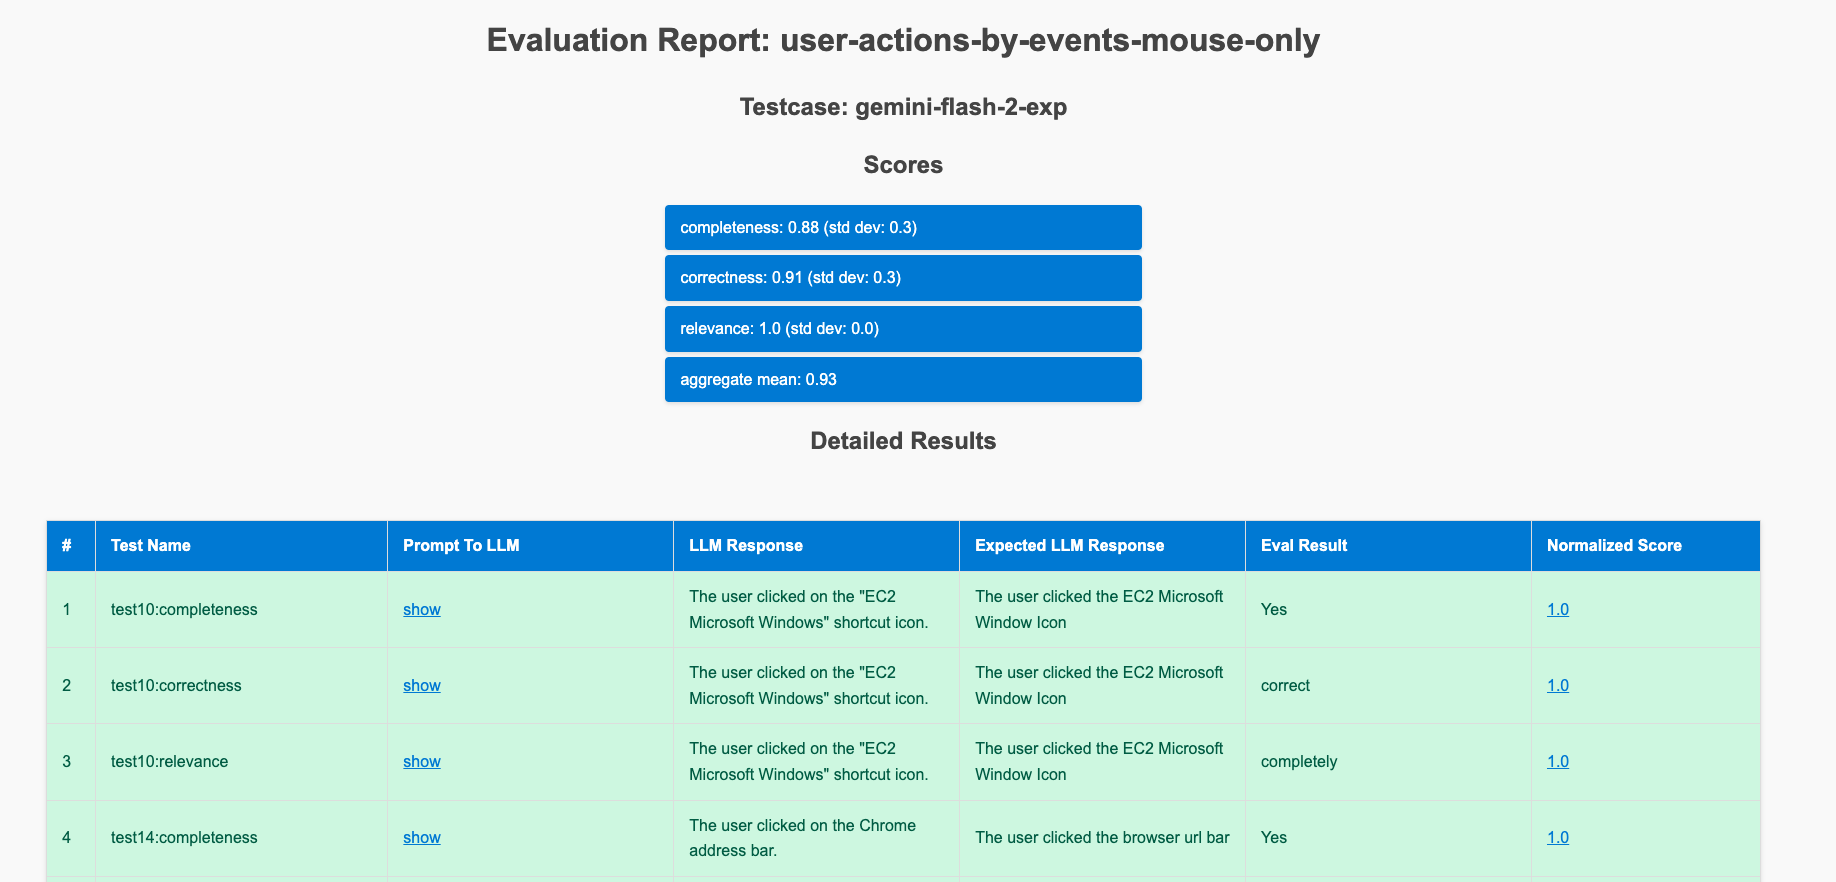 Evaluation Report: user-actions-by-events-mouse-only
Testcase: gemini-flash-2-exp
Scores
completeness: 0.88 (std dev: 0.3)
correctness: 0.91 (std dev: 0.3)
relevance: 1.0 (std dev: 0.0)
aggregate mean: 0.93
Detailed Results
# Test Name Prompt To LLM LLM Response Expected LLM Response Eval Result Normalized Score
1 test10:completeness show The user clicked on the "EC2 Microsoft Windows" shortcut icon. The user clicked the EC2 Microsoft Window Icon Yes 1.0
2 test10:correctness show The user clicked on the "EC2 Microsoft Windows" shortcut icon. The user clicked the EC2 Microsoft Window Icon correct 1.0
3 test10:relevance show The user clicked on the "EC2 Microsoft Windows" shortcut icon. The user clicked the EC2 Microsoft Window Icon completely 1.0
4 test14:completeness show The user clicked on the Chrome address bar. The user clicked the browser url bar Yes 1.0